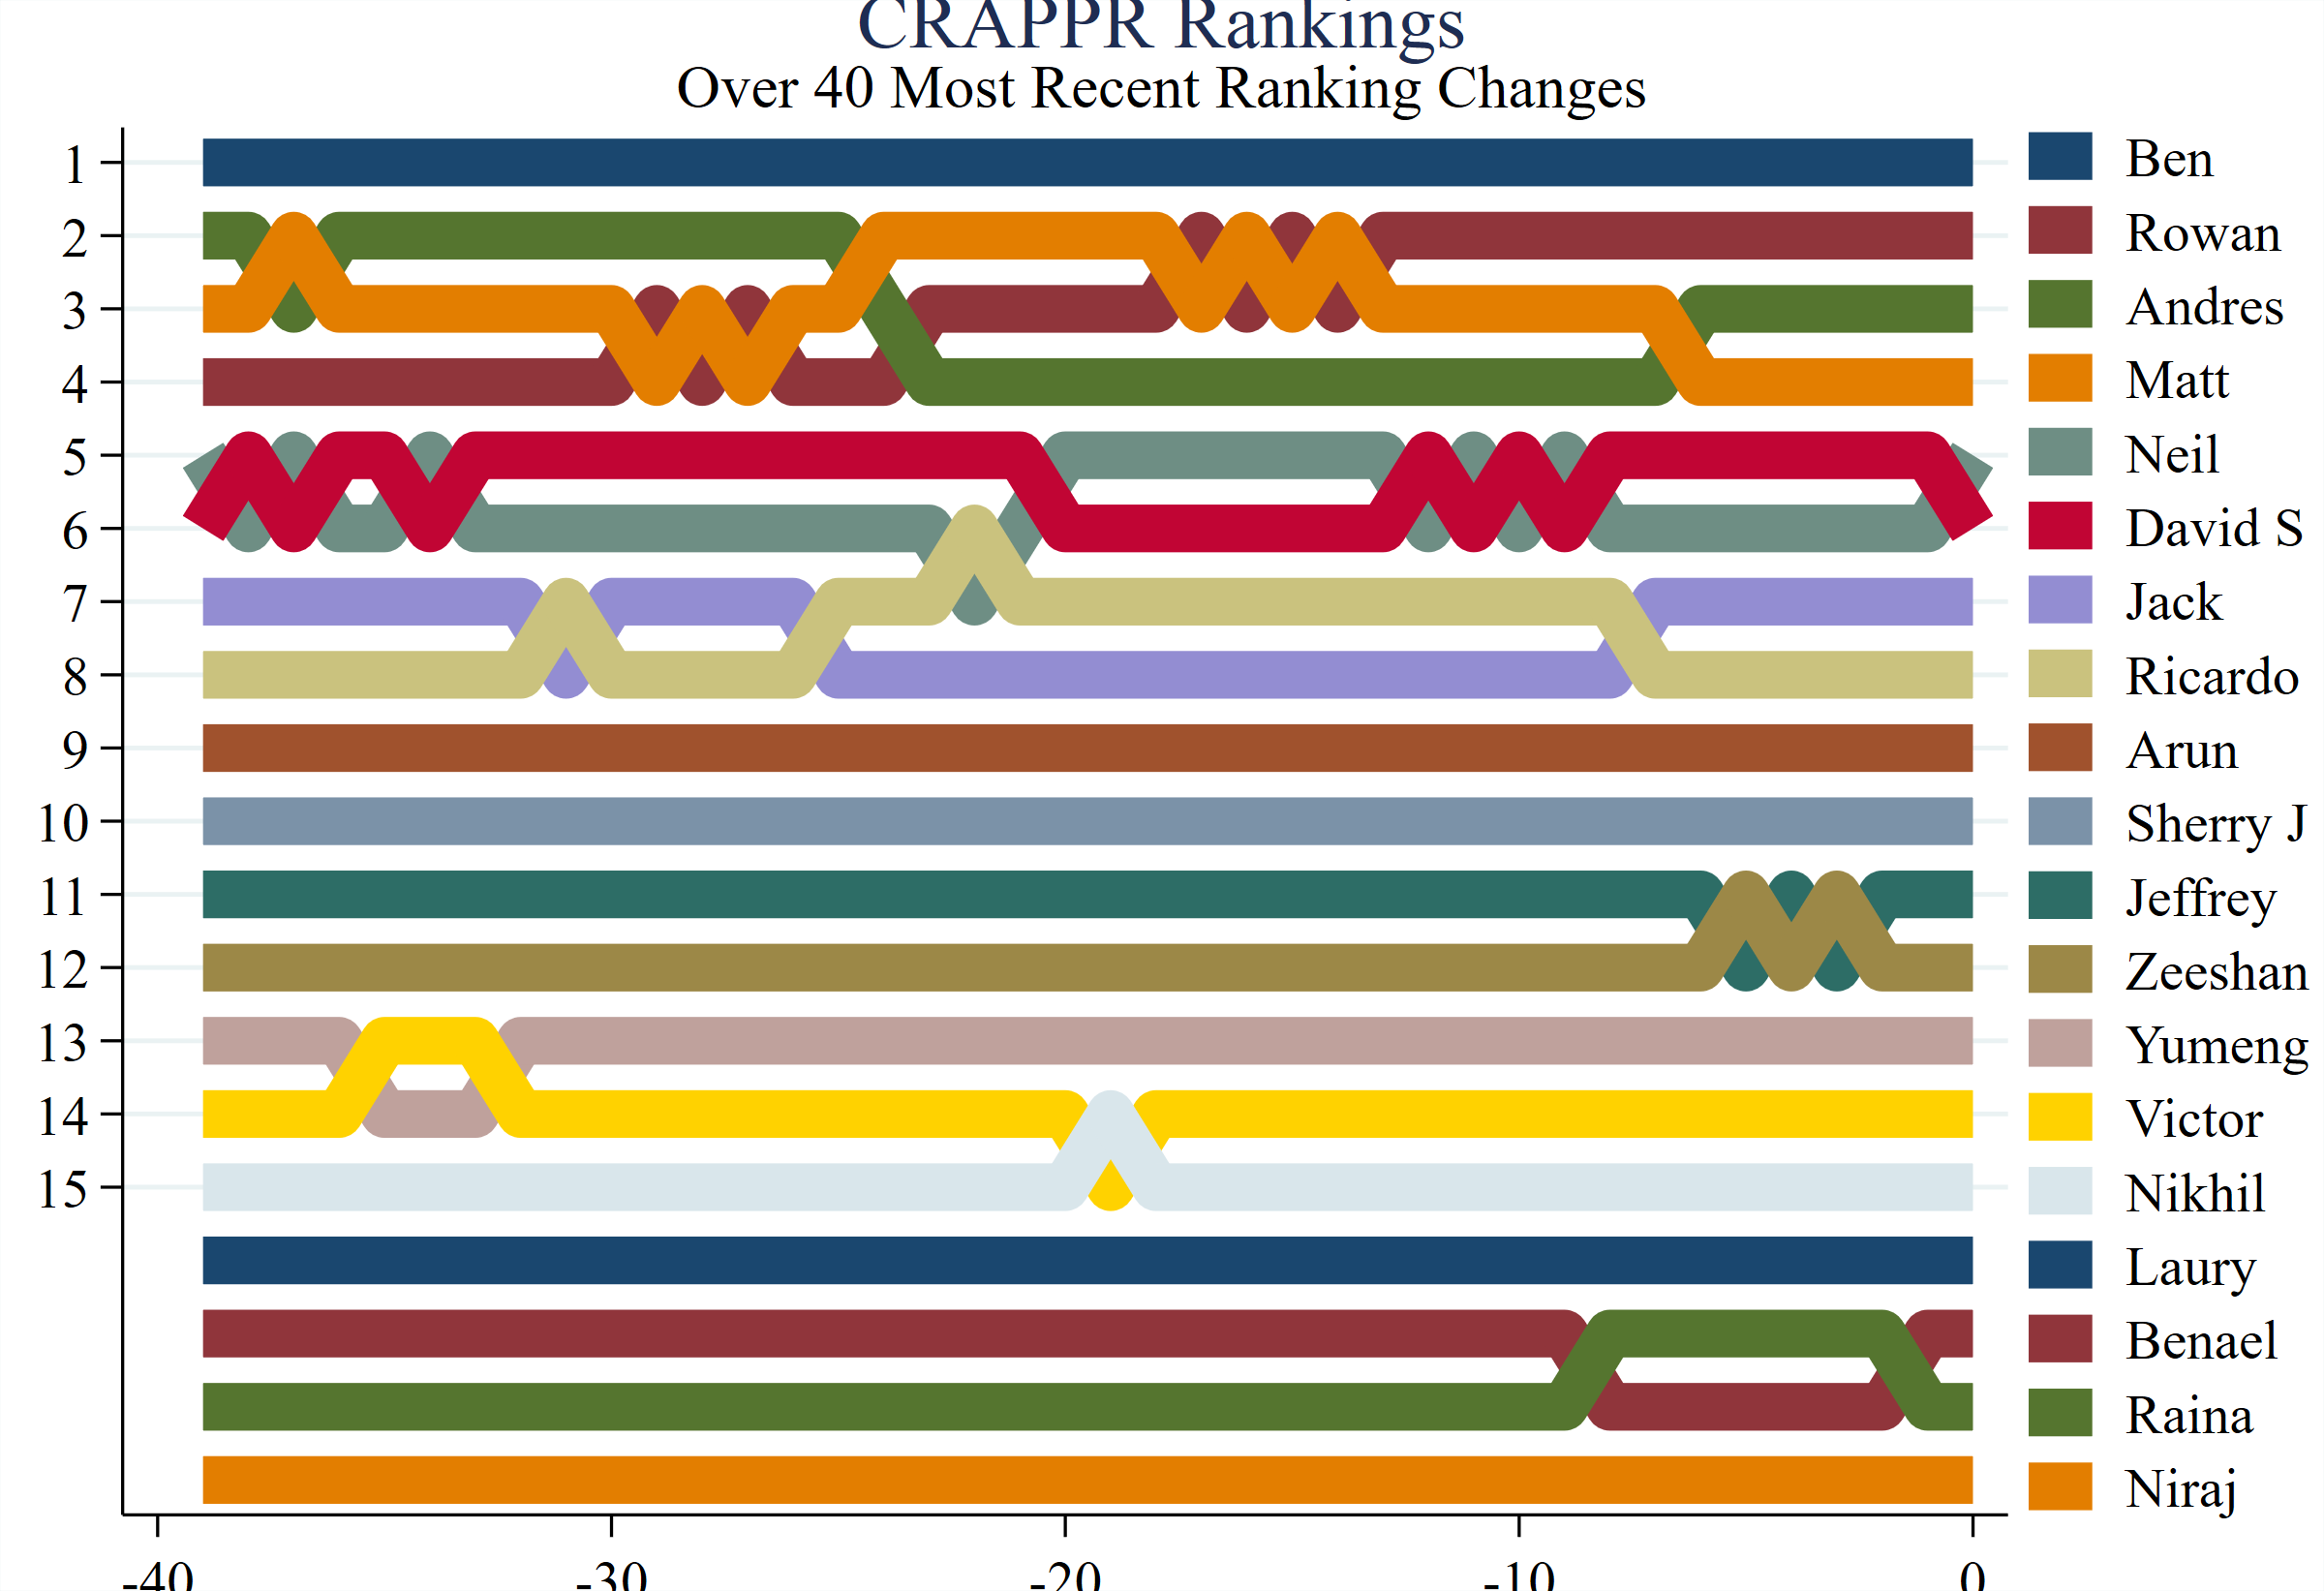 CRAPPR Rankings
Over 40 Most Recent Ranking Changes
1
2
3
4
5
6
7
8
9
10
11
12
13
14
15
-40
-30
-20
-10
0
Ben
Rowan
Andres
Matt
Neil
David S
Jack
Ricardo
Arun
Sherry J
Jeffrey
Zeeshan
Yumeng
Victor
Nikhil
Laury
Benael
Raina
Niraj